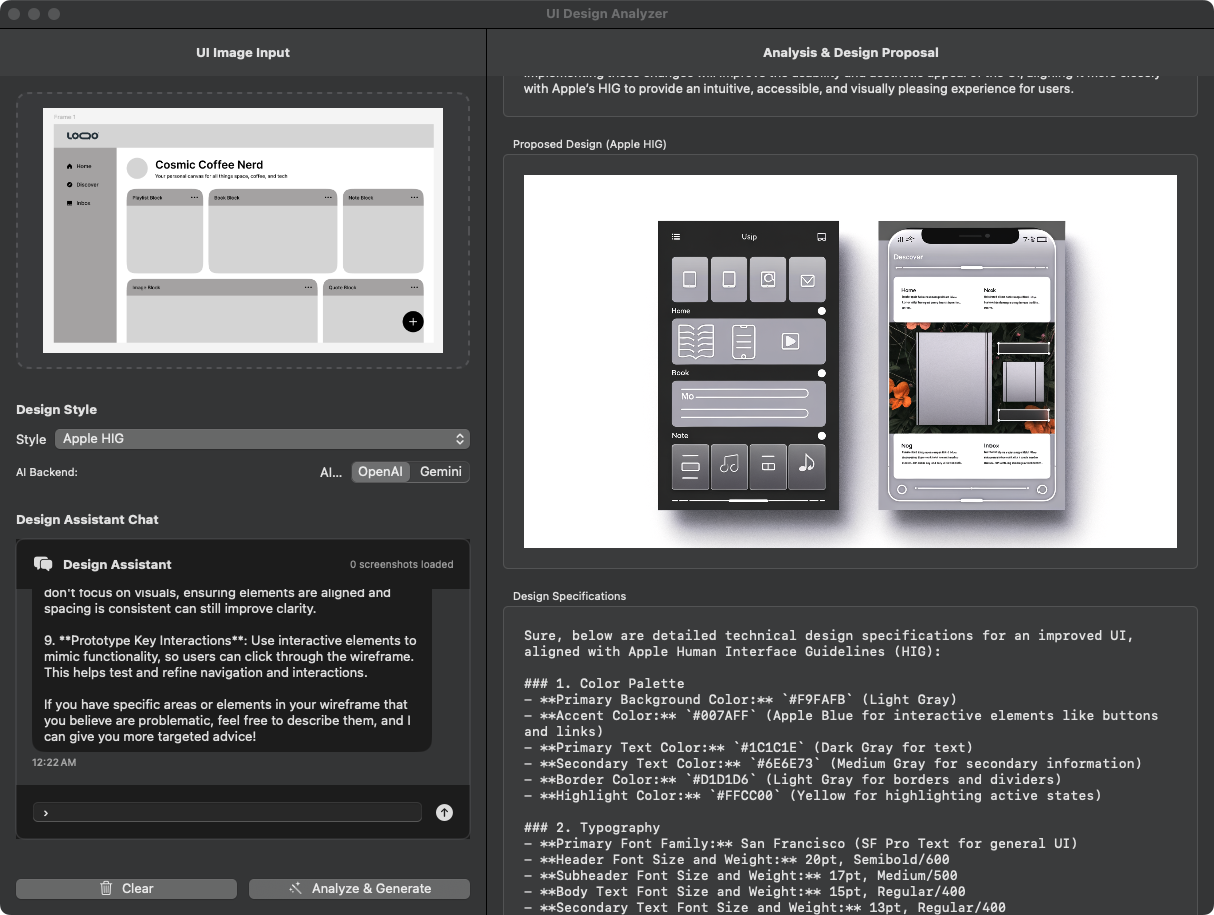 UI Design Analyzer
UI Image Input
Frame 1
LOGO
Home
Discover
Inbox
Cosmic Coffee Nerd
Your personal canvas for all things space, coffee, and tech
Playlist Block
Book Block
Note Block
Image Block
Quote Block
Design Style
Style
Apple HIG
AI Backend:
AI...
OpenAI
Gemini
Design Assistant Chat
Design Assistant
0 screenshots loaded
don't focus on visuals, ensuring elements are aligned and
spacing is consistent can still improve clarity.
9. **Prototype Key Interactions**: Use interactive elements to
mimic functionality, so users can click through the wireframe.
This helps test and refine navigation and interactions.
If you have specific areas or elements in your wireframe that
you believe are problematic, feel free to describe them, and I
can give you more targeted advice!
12:22 AM
›
Clear
Analyze & Generate
Analysis & Design Proposal
with Apple's HIG to provide an intuitive, accessible, and visually pleasing experience for users.
Proposed Design (Apple HIG)
Usip
Home
Book
Mo
Note
Descover
Home
Nosk
Nog
Inbox
Design Specifications
Sure, below are detailed technical design specifications for an improved UI,
aligned with Apple Human Interface Guidelines (HIG):
### 1. Color Palette
- **Primary Background Color:** `#F9FAFB` (Light Gray)
- **Accent Color:** `#007AFF` (Apple Blue for interactive elements like buttons
and links)
- **Primary Text Color:** `#1C1C1E` (Dark Gray for text)
- **Secondary Text Color:** `#6E6E73` (Medium Gray for secondary information)
- **Border Color:** `#D1D1D6` (Light Gray for borders and dividers)
- **Highlight Color:** `#FFCC00` (Yellow for highlighting active states)
### 2. Typography
- **Primary Font Family:** San Francisco (SF Pro Text for general UI)
- **Header Font Size and Weight:** 20pt, Semibold/600
- **Subheader Font Size and Weight:** 17pt, Medium/500
- **Body Text Font Size and Weight:** 15pt, Regular/400
- **Secondary Text Font Size and Weight:** 13pt, Regular/400